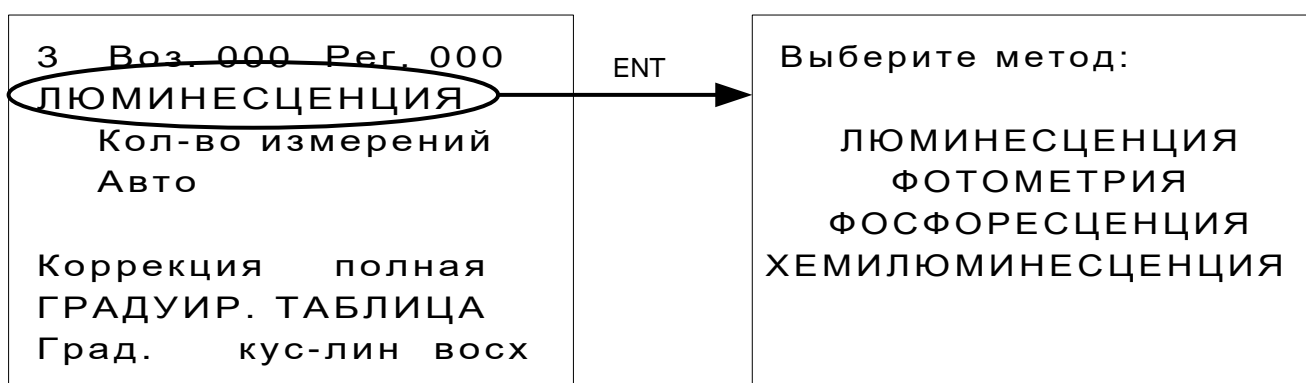 3 Воз. 000 Рег. 000
ЛЮМИНЕСЦЕНЦИЯ
Кол-во измерений
Авто
Коррекция полная
ГРАДУИР. ТАБЛИЦА
Град. кус-лин восх
ENT
Выберите метод:
ЛЮМИНЕСЦЕНЦИЯ
ФОТОМЕТРИЯ
ФОСФОРЕСЦЕНЦИЯ
ХЕМИЛЮМИНЕСЦЕНЦИЯ